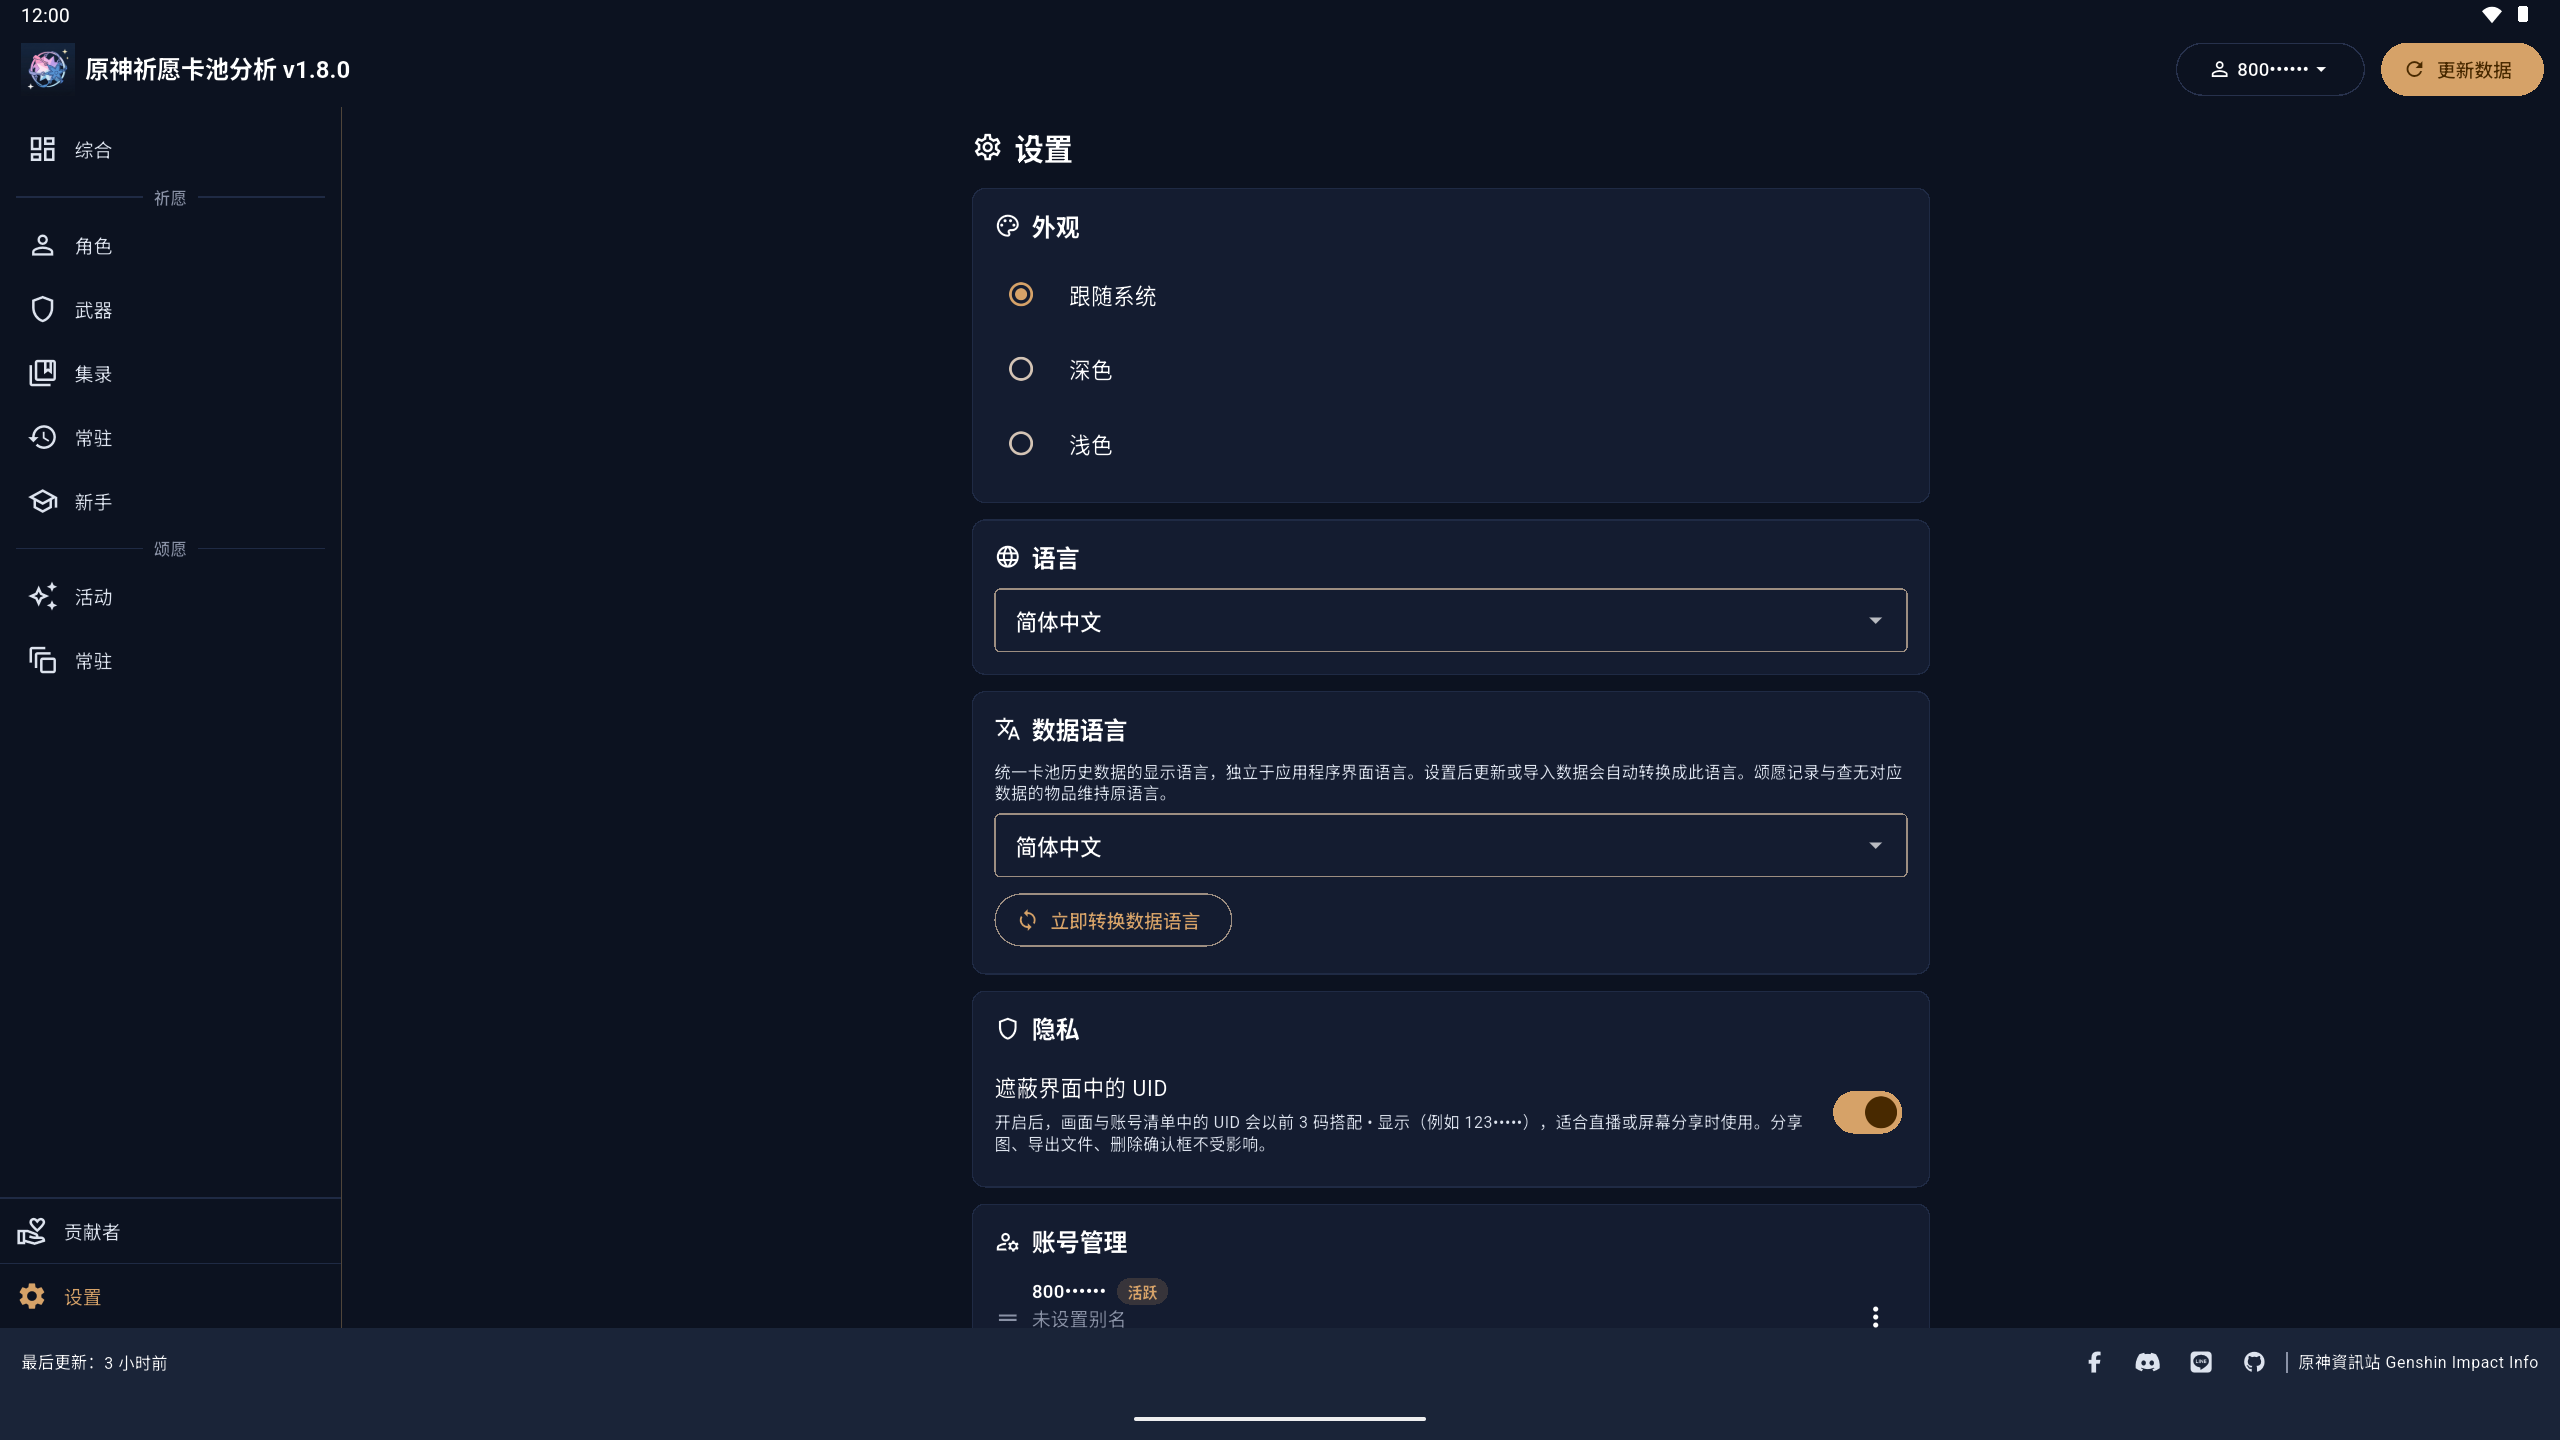 12:00
原神祈愿卡池分析 v1.8.0
800••••••
更新数据
综合
祈愿
角色
武器
集录
常驻
新手
颂愿
活动
常驻
贡献者
设置
设置
外观
跟随系统
深色
浅色
语言
简体中文
数据语言
统一卡池历史数据的显示语言，独立于应用程序界面语言。设置后更新或导入数据会自动转换成此语言。颂愿记录与查无对应
数据的物品维持原语言。
简体中文
立即转换数据语言
隐私
遮蔽界面中的 UID
开启后，画面与账号清单中的 UID 会以前 3 码搭配 • 显示（例如 123•••••），适合直播或屏幕分享时使用。分享
图、导出文件、删除确认框不受影响。
账号管理
800•••••• 活跃
未设置别名
最后更新：3 小时前
LINE
原神資訊站 Genshin Impact Info